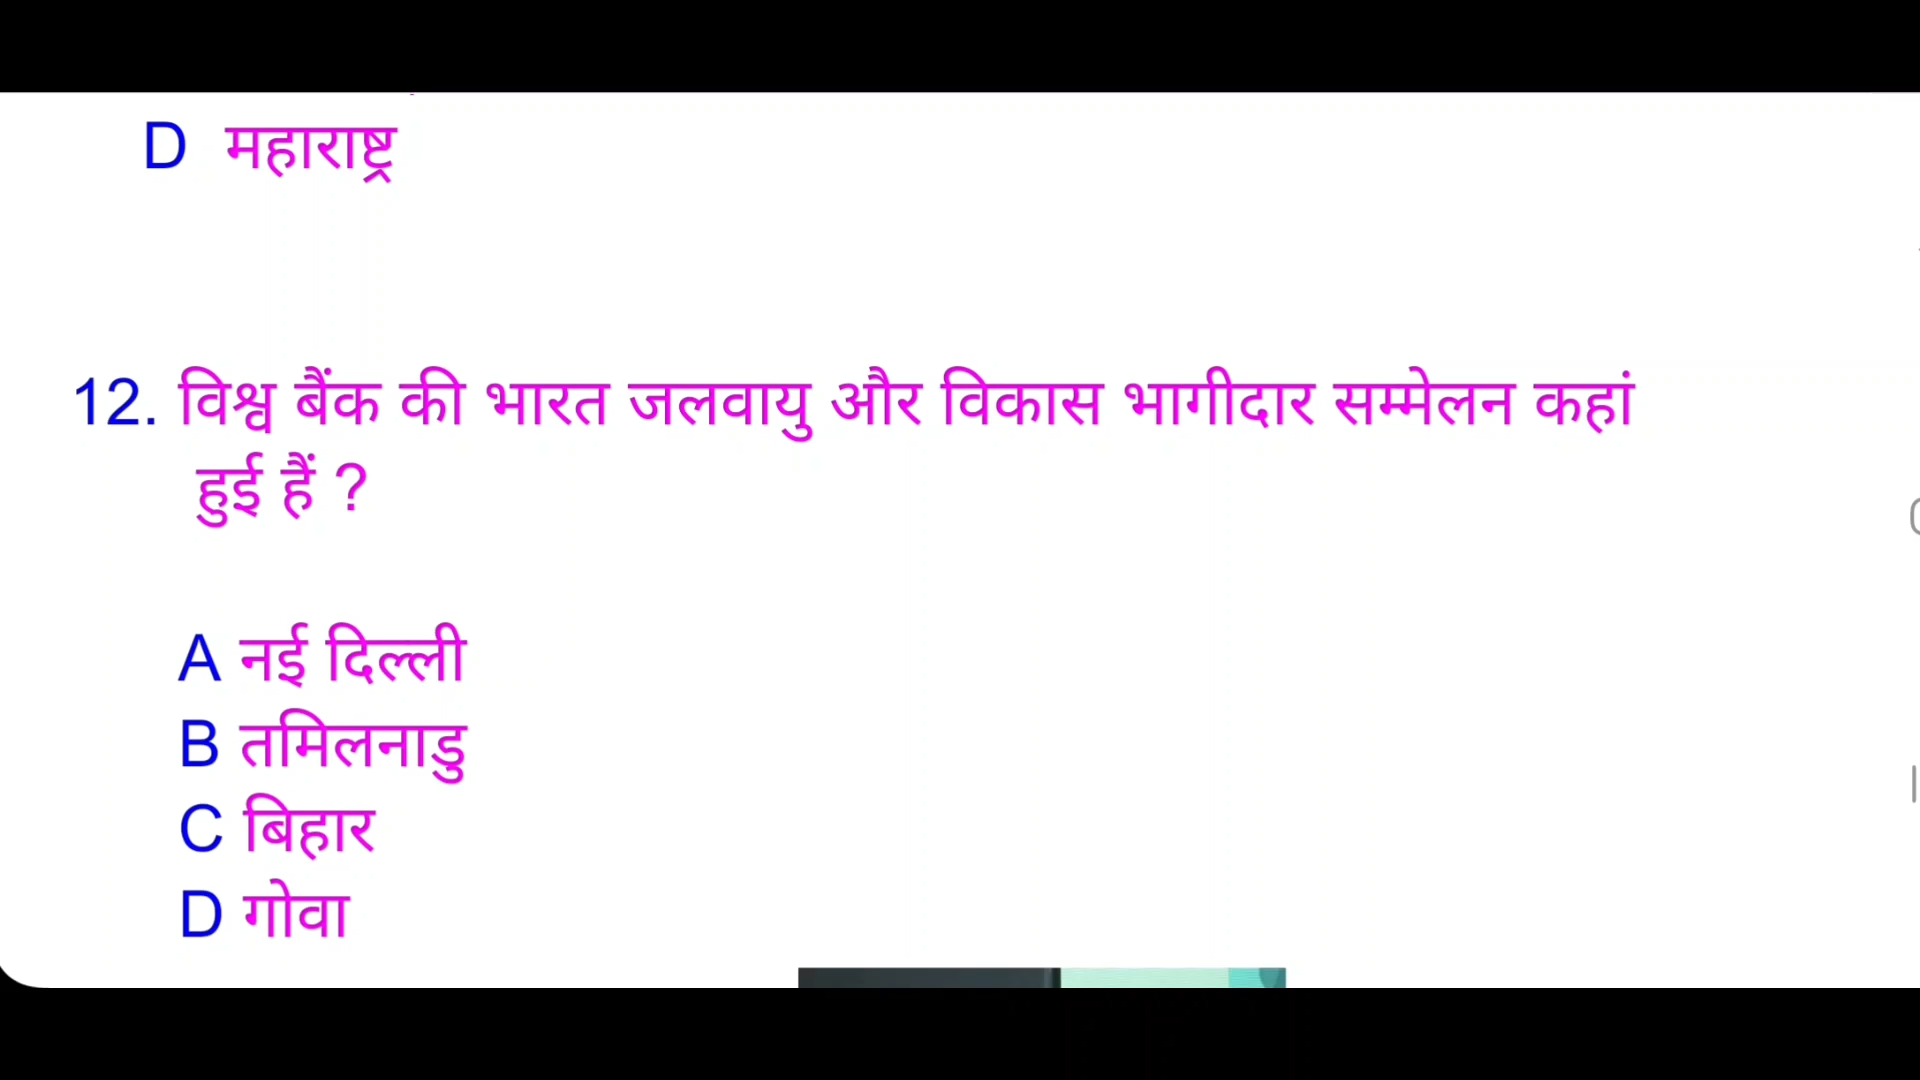 D महाराष्ट्र
12. विश्व बैंक की भारत जलवायु और विकास भागीदार सम्मेलन कहां
हुई हैं ?
A नई दिल्ली
B तमिलनाडु
C बिहार
D गोवा